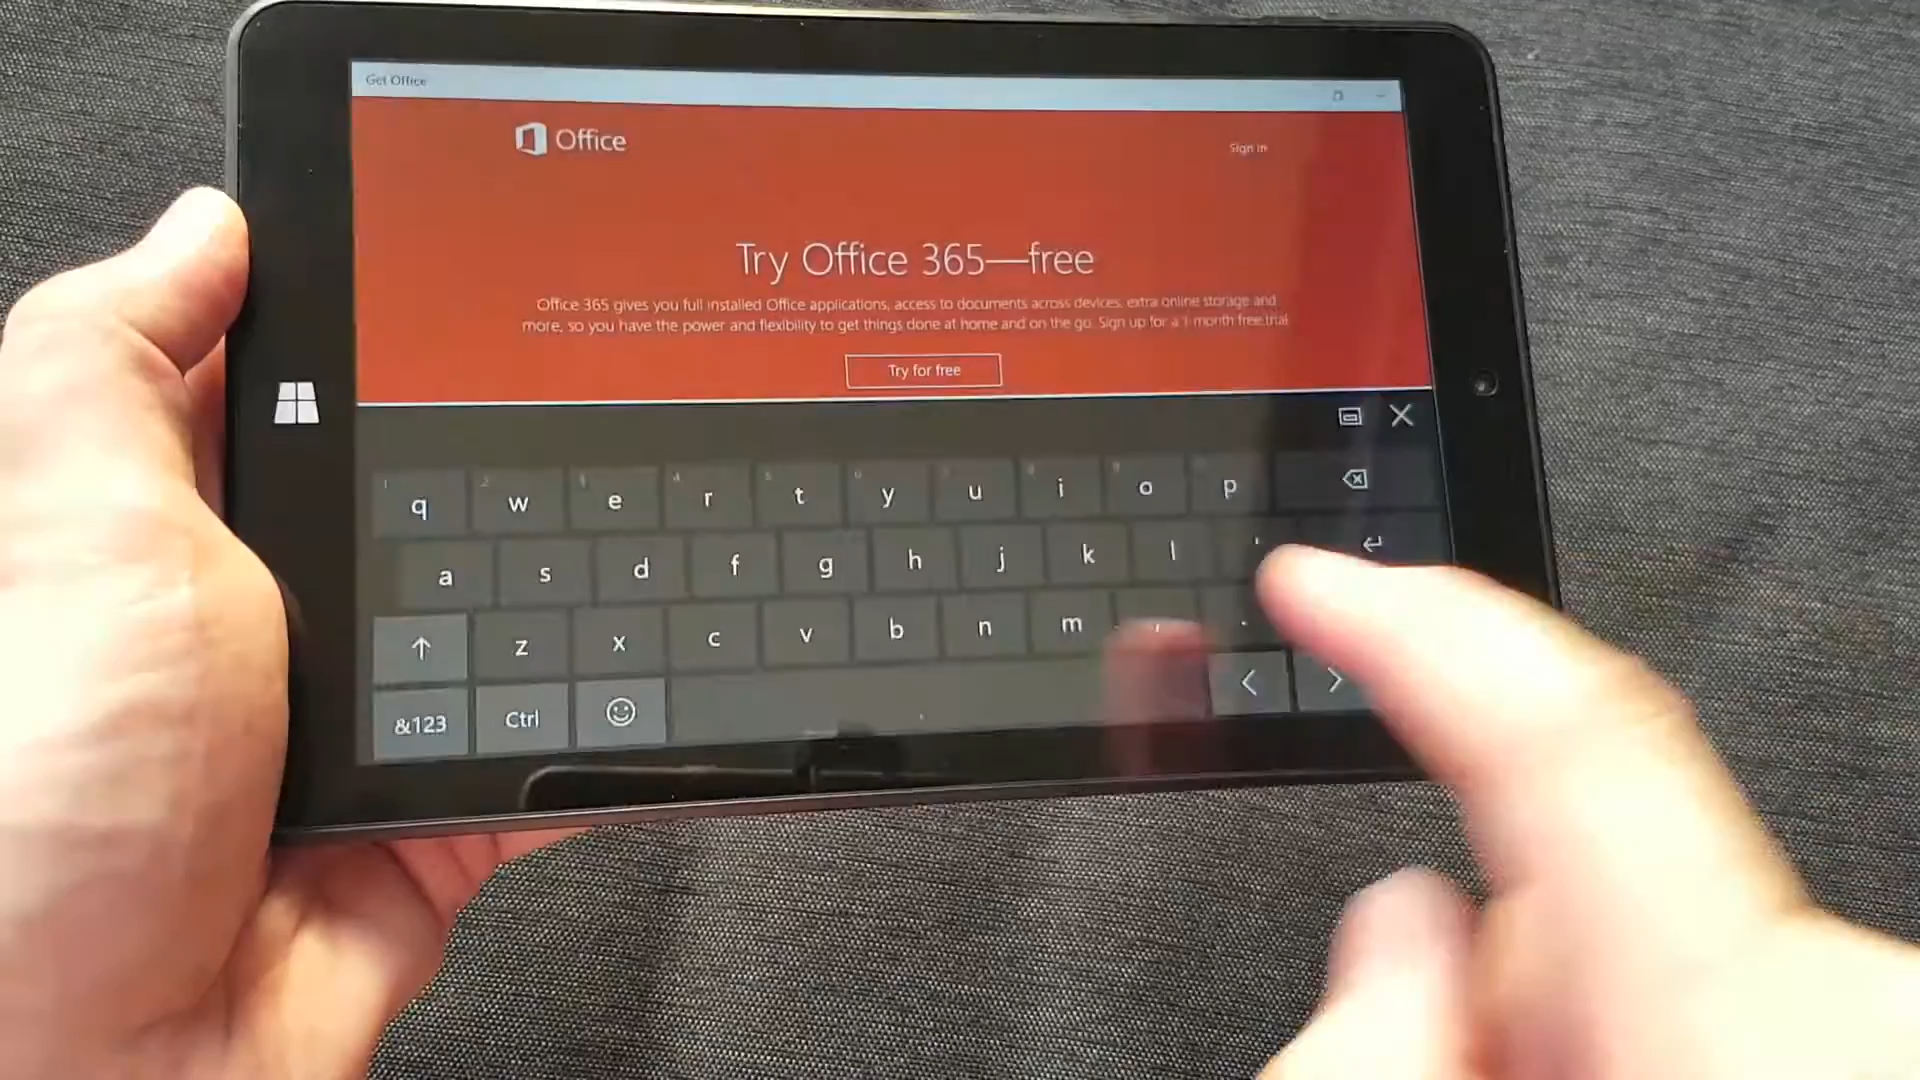 Get Office
Office
Sign in
Try Office 365—free
Office 365 gives you full installed Office applications, access to documents across devices, extra online storage and
more, so you have the power and flexibility to get things done at home and on the go. Sign up for a 1-month free trial
Try for free
q w e r t y u i o p
a s d f g h j k l '
z x c v b n m , .
&123 Ctrl